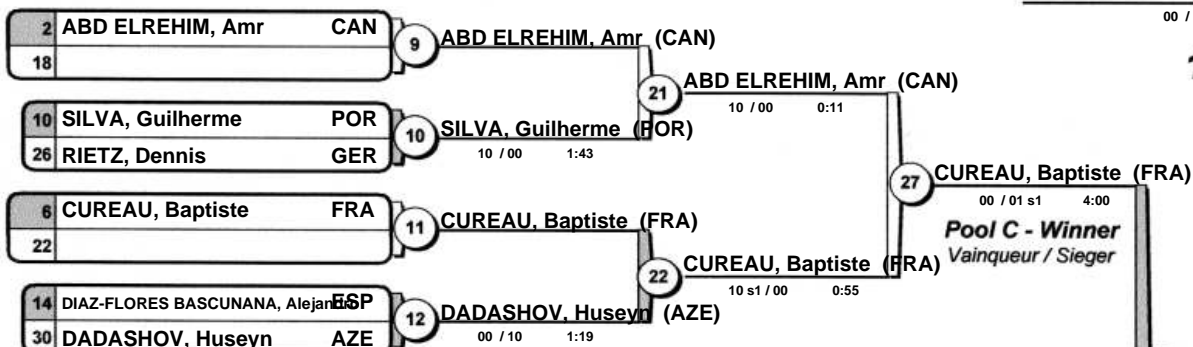 00 /
2 ABD ELREHIM, Amr CAN
18
9 ABD ELREHIM, Amr (CAN)
21 ABD ELREHIM, Amr (CAN)
10 / 00 0:11
10 SILVA, Guilherme POR
26 RIETZ, Dennis GER
10 SILVA, Guilherme (POR)
10 / 00 1:43
27 CUREAU, Baptiste (FRA)
00 / 01 s1 4:00
Pool C - Winner
Vainqueur / Sieger
6 CUREAU, Baptiste FRA
22
11 CUREAU, Baptiste (FRA)
22 CUREAU, Baptiste (FRA)
10 s1 / 00 0:55
14 DIAZ-FLORES BASCUNANA, Alejandro ESP
30 DADASHOV, Huseyn AZE
12 DADASHOV, Huseyn (AZE)
00 / 10 1:19